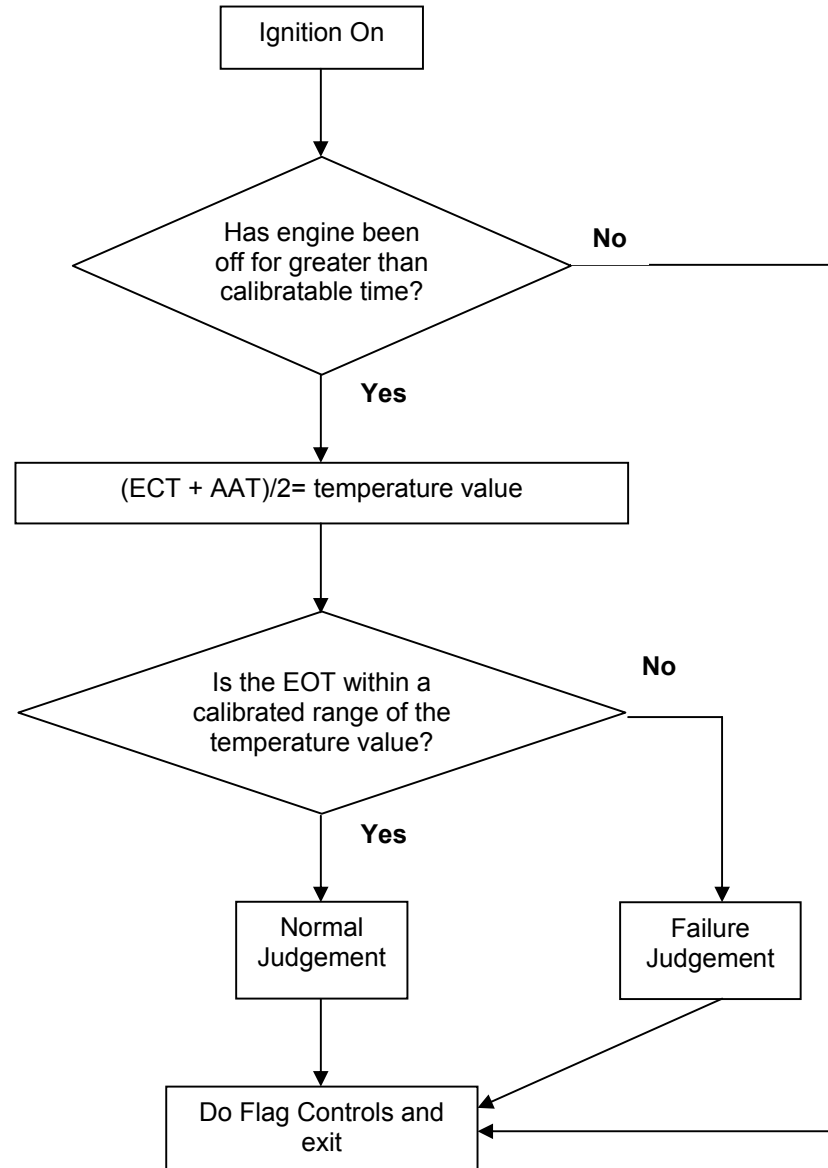 Ignition On
Has engine been
off for greater than
calibratable time?
No
Yes
(ECT + AAT)/2= temperature value
Is the EOT within a
calibrated range of the
temperature value?
No
Yes
Normal
Judgement
Failure
Judgement
Do Flag Controls and
exit